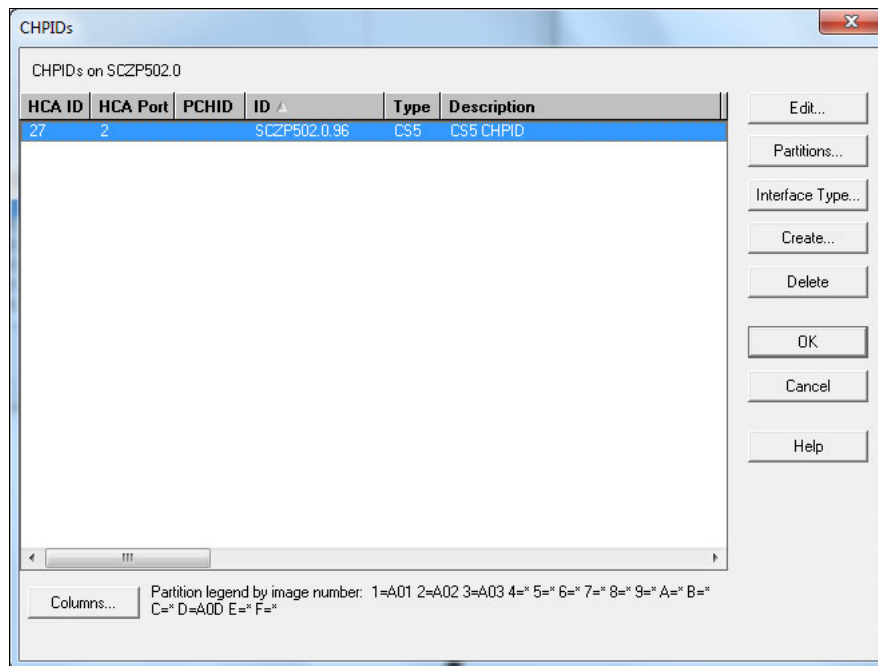 CHPIDs
CHPIDs on SCZP502.0
HCA ID HCA Port PCHID ID Type Description
27 2 SCZP502.0.96 CS5 CS5 CHPID
Edit...
Partitions...
Interface Type...
Create...
Delete
OK
Cancel
Help
Columns...
Partition legend by image number: 1=A01 2=A02 3=A03 4=* 5=* 6=* 7=* 8=* 9=* A=* B=*
C=* D=A0D E=* F=*